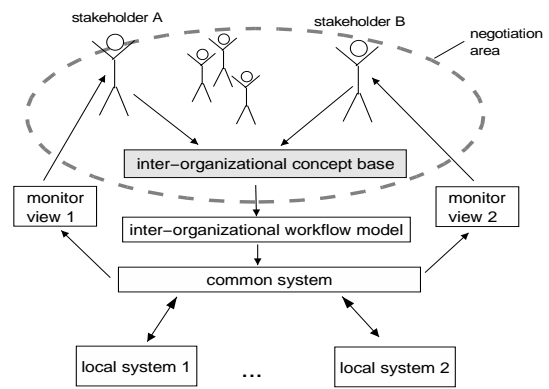 stakeholder A
stakeholder B
negotiation
area
inter-organizational concept base
monitor
view 1
monitor
view 2
inter-organizational workflow model
common system
local system 1
...
local system 2